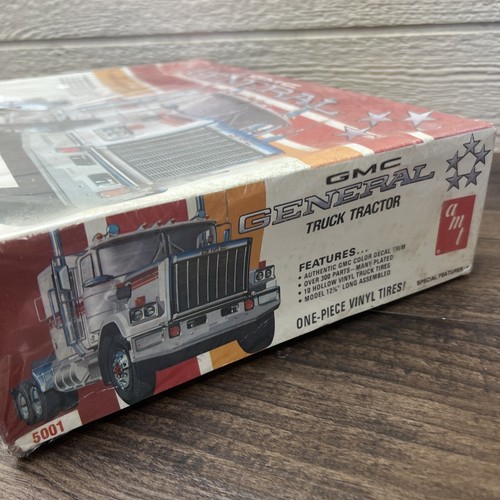 GENERAL
GMC
GENERAL
TRUCK TRACTOR
amt
FEATURES...
• AUTHENTIC GMC COLOR DECAL TRIM
• OVER 300 PARTS—MANY PLATED
• 10 HOLLOW VINYL TRUCK TIRES
• MODEL 12¾" LONG ASSEMBLED
ONE-PIECE VINYL TIRES!
SPECIAL FEATURES
5001